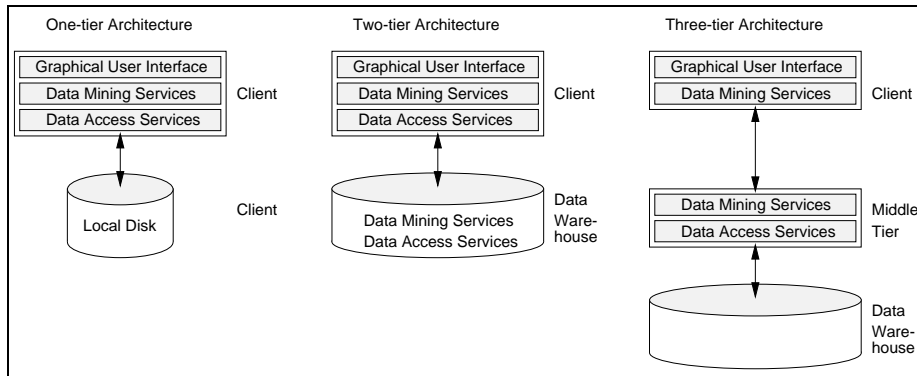 One-tier Architecture
Graphical User Interface
Data Mining Services
Data Access Services
Client
Local Disk
Client
Two-tier Architecture
Graphical User Interface
Data Mining Services
Data Access Services
Client
Data Mining Services
Data Access Services
Data
Ware-
house
Three-tier Architecture
Graphical User Interface
Data Mining Services
Client
Data Mining Services
Data Access Services
Middle
Tier
Data
Ware-
house